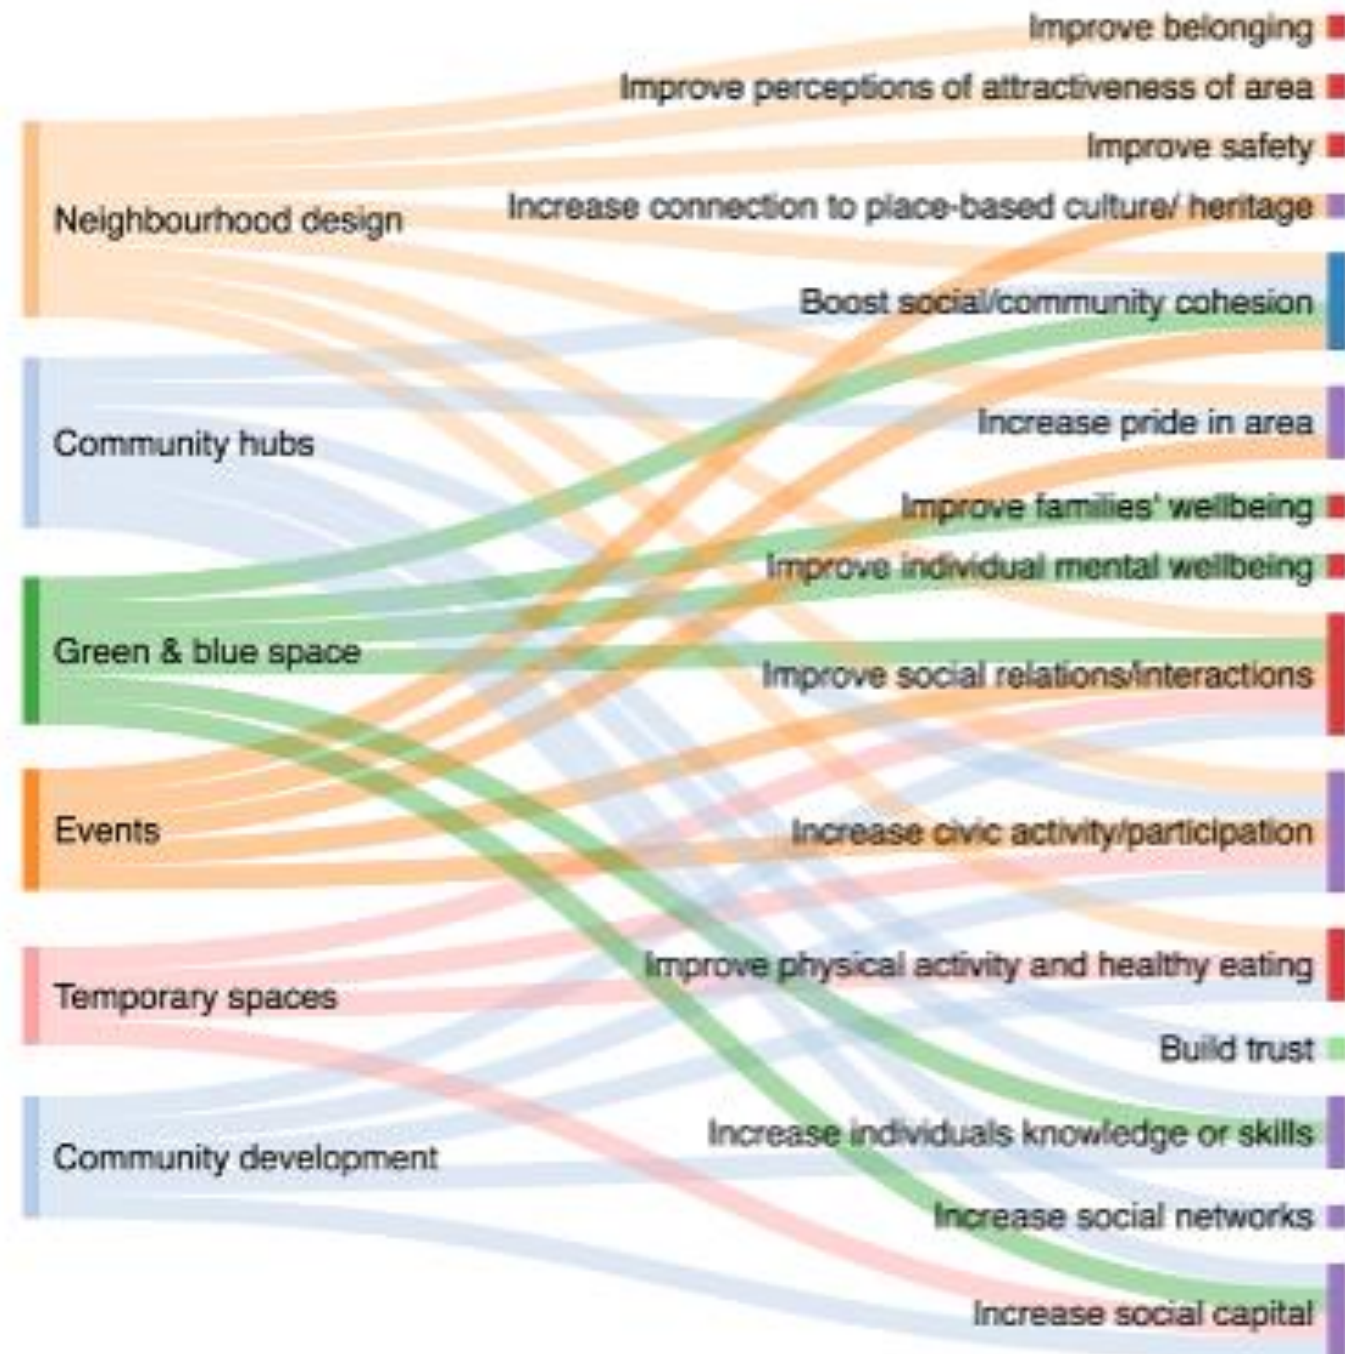 Improve belonging
Improve perceptions of attractiveness of area
Improve safety
Increase connection to place-based culture/ heritage
Neighbourhood design
Boost social/community cohesion
Increase pride in area
Community hubs
Improve families' wellbeing
Improve individual mental wellbeing
Green & blue space
Improve social relations/interactions
Events
Increase civic activity/participation
Improve physical activity and healthy eating
Temporary spaces
Build trust
Increase individuals knowledge or skills
Community development
Increase social networks
Increase social capital